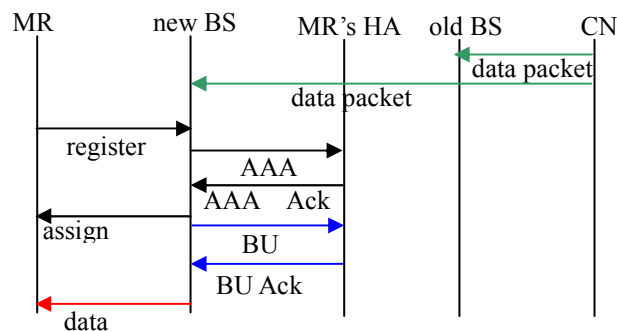 MR new BS MR's HA old BS CN
data packet
data packet
register
AAA
AAA Ack
assign
BU
BU Ack
data